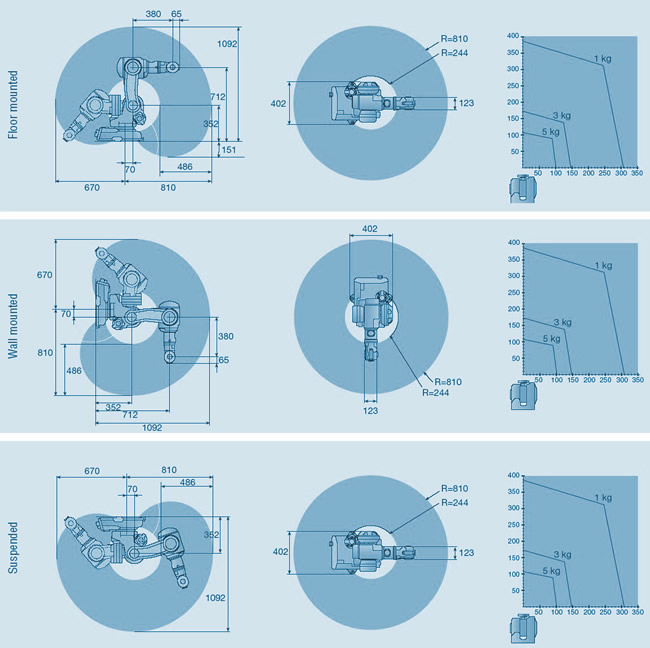 Floor mounted
380 65
1092
712
352
151
70
486
670 810
R=810
R=244
402
123
400
350
300
250
200
150
100
50
1 kg
3 kg
5 kg
50 100 150 200 250 300 350
Wall mounted
670
70
810
486
380
65
352
712
1092
402
R=810
R=244
123
400
350
300
250
200
150
100
50
1 kg
3 kg
5 kg
50 100 150 200 250 300 350
Suspended
670 810
70 486
352
1092
R=810
R=244
402
123
400
350
300
250
200
150
100
50
1 kg
3 kg
5 kg
50 100 150 200 250 300 350